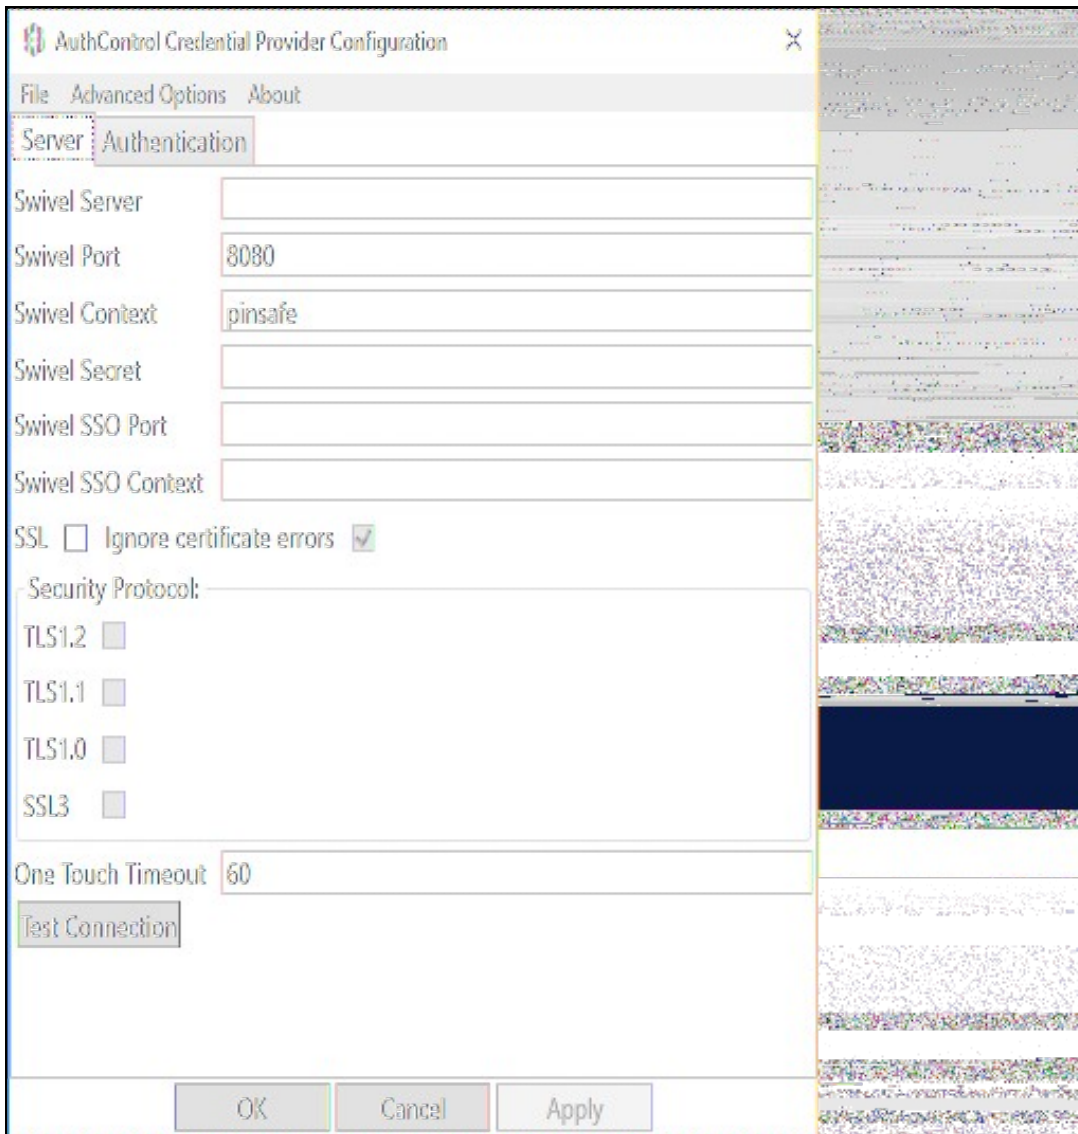 AuthControl Credential Provider Configuration
File Advanced Options About
Server Authentication
Swivel Server
Swivel Port 8080
Swivel Context pinsafe
Swivel Secret
Swivel SSO Port
Swivel SSO Context
SSL Ignore certificate errors
Security Protocol:
TLS1.2
TLS1.1
TLS1.0
SSL3
One Touch Timeout 60
Test Connection
OK Cancel Apply